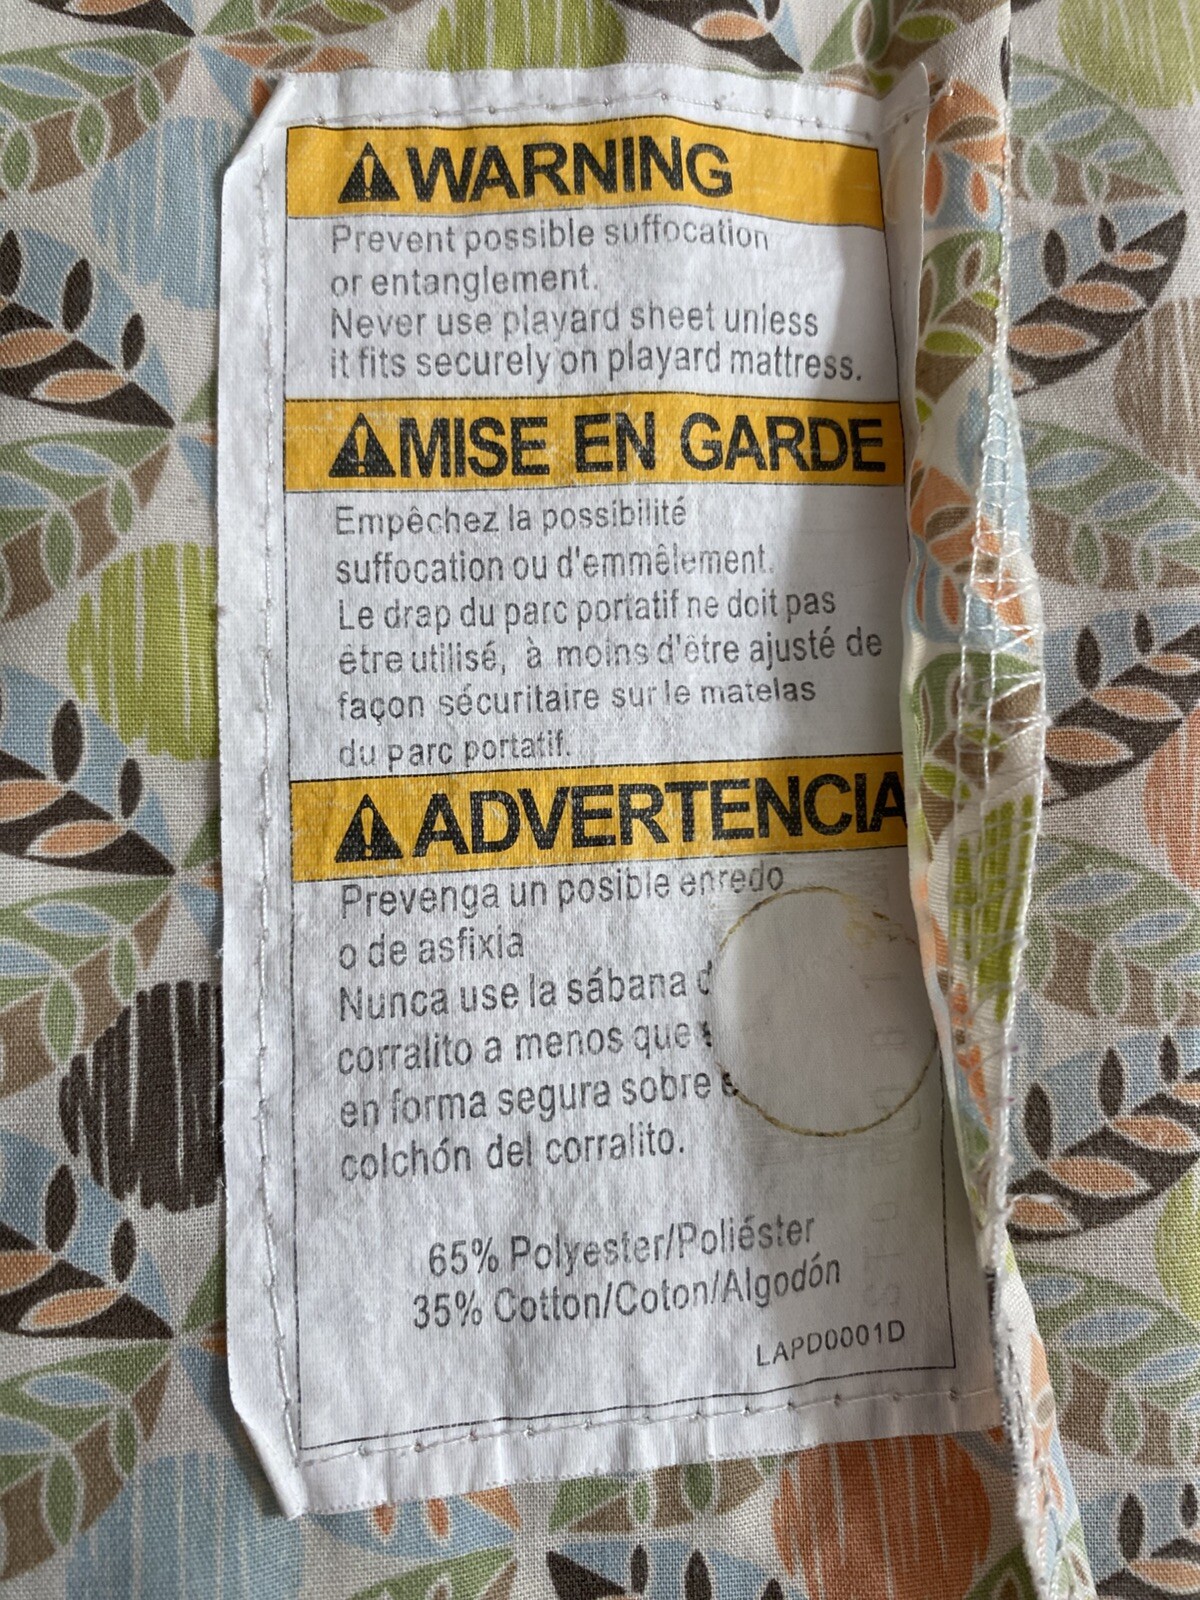 WARNING
Prevent possible suffocation
or entanglement.
Never use playard sheet unless
it fits securely on playard mattress.
MISE EN GARDE
Empêchez la possibilité
suffocation ou d'emmêlement.
Le drap du parc portatif ne doit pas
être utilisé, à moins d'être ajusté de
façon sécuritaire sur le matelas
du parc portatif.
ADVERTENCIA
Prevenga un posible enredo
o de asfixia
Nunca use la sábana
corralito a menos que
en forma segura sobre
colchón del corralito.
65% Polyester/Poliéster
35% Cotton/Coton/Algodón
LAPD0001D